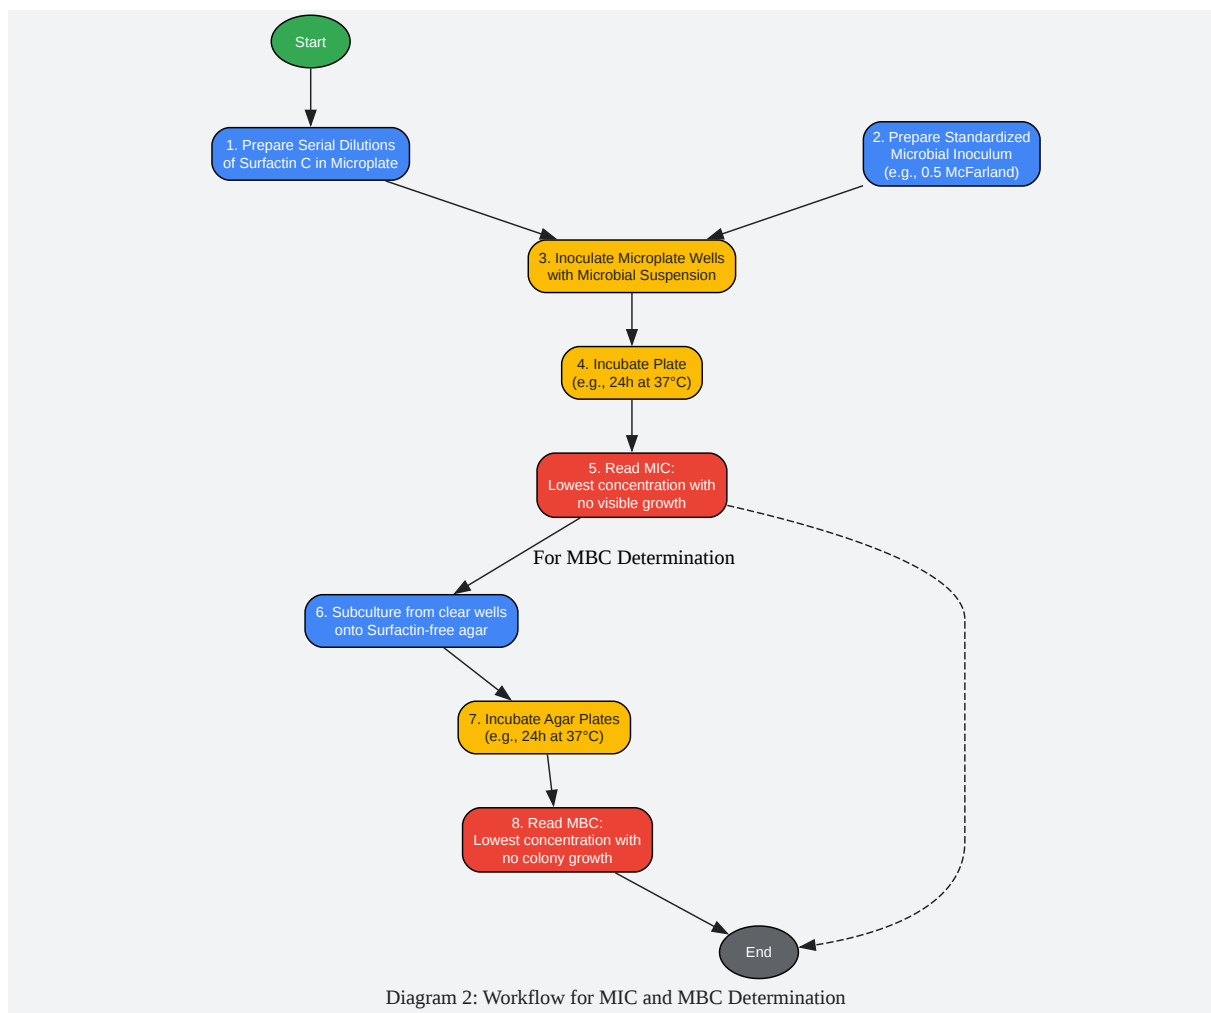 Start
1. Prepare Serial Dilutions
of Surfactin C in Microplate
2. Prepare Standardized
Microbial Inoculum
(e.g., 0.5 McFarland)
3. Inoculate Microplate Wells
with Microbial Suspension
4. Incubate Plate
(e.g., 24h at 37°C)
5. Read MIC:
Lowest concentration with
no visible growth
For MBC Determination
6. Subculture from clear wells
onto Surfactin-free agar
7. Incubate Agar Plates
(e.g., 24h at 37°C)
8. Read MBC:
Lowest concentration with
no colony growth
End
Diagram 2: Workflow for MIC and MBC Determination